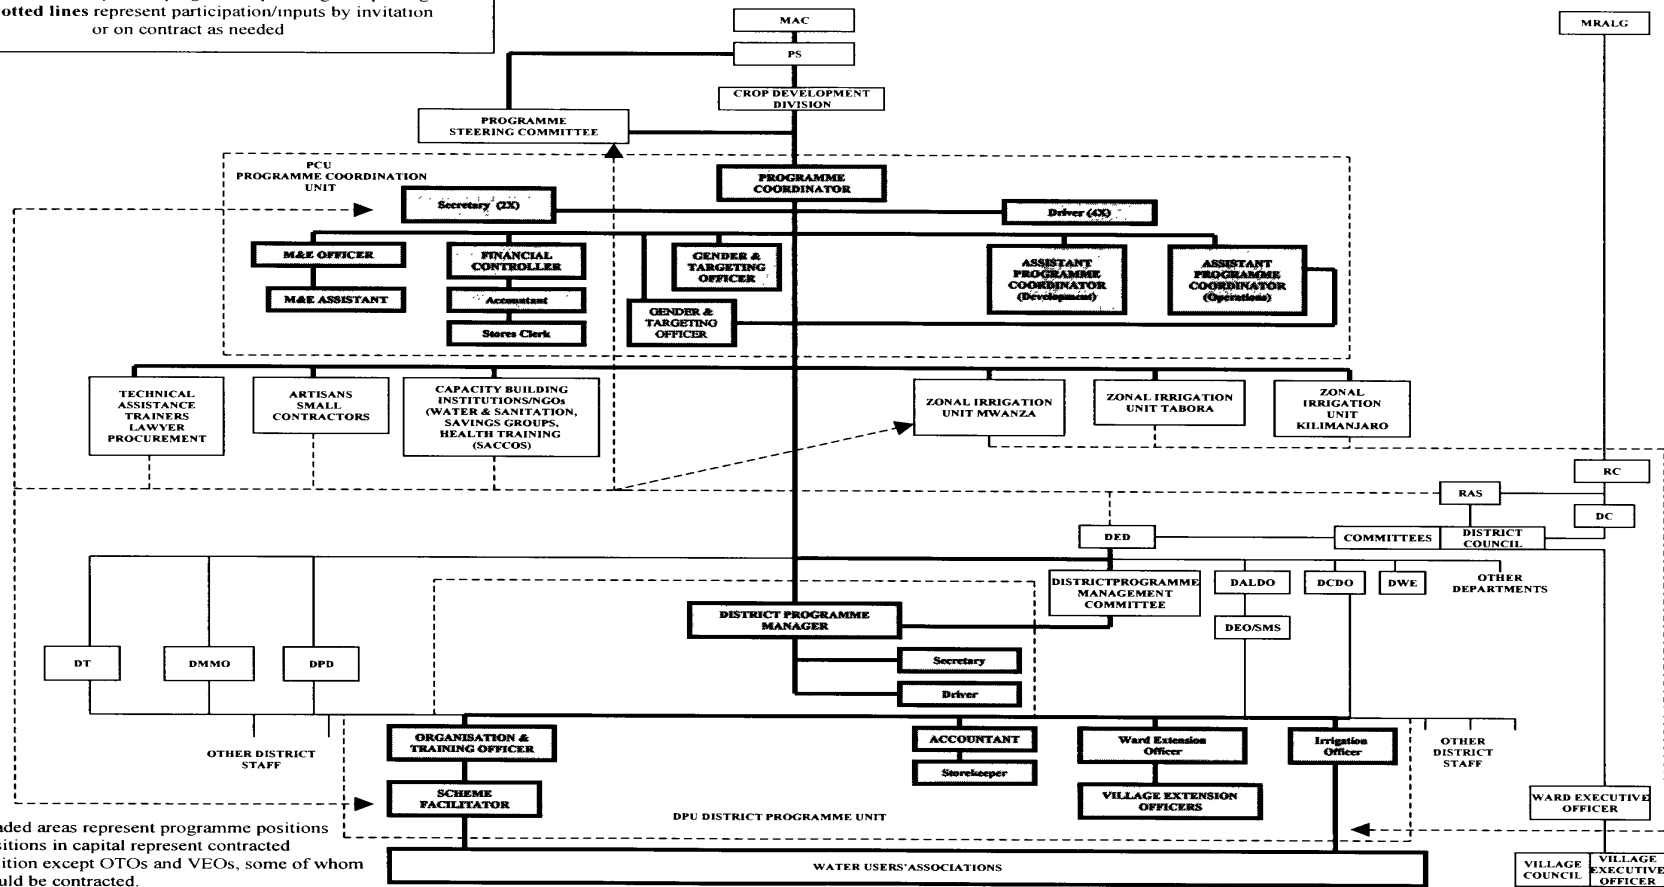 otted lines represent participation/inputs by invitation
or on contract as needed
MAC
MRALG
PS
CROP DEVELOPMENT
DIVISION
PROGRAMME
STEERING COMMITTEE
PCU
PROGRAMME COORDINATION
UNIT
PROGRAMME
COORDINATOR
Secretary (2X)
Driver (4X)
M&E OFFICER
M&E ASSISTANT
FINANCIAL
CONTROLLER
Accountant
Stores Clerk
GENDER &
TARGETING
OFFICER
GENDER &
TARGETING
OFFICER
ASSISTANT
PROGRAMME
COORDINATOR
(Development)
ASSISTANT
PROGRAMME
COORDINATOR
(Operations)
TECHNICAL
ASSISTANCE
TRAINERS
LAWYER
PROCUREMENT
ARTISANS
SMALL
CONTRACTORS
CAPACITY BUILDING
INSTITUTIONS/NGOs
(WATER & SANITATION,
SAVINGS GROUPS,
HEALTH TRAINING
(SACCOS)
ZONAL IRRIGATION
UNIT MWANZA
ZONAL IRRIGATION
UNIT TABORA
ZONAL
IRRIGATION
UNIT
KILIMANJARO
RC
RAS
DC
DED
COMMITTEES
DISTRICT
COUNCIL
DISTRICTPROGRAMME
MANAGEMENT
COMMITTEE
DALDO
DCDO
DWE
OTHER
DEPARTMENTS
DEO/SMS
DISTRICT PROGRAMME
MANAGER
Secretary
Driver
DT
DMMO
DPD
OTHER DISTRICT
STAFF
ORGANISATION &
TRAINING OFFICER
SCHEME
FACILITATOR
ACCOUNTANT
Storekeeper
Ward Extension
Officer
VILLAGE EXTENSION
OFFICERS
Irrigation
Officer
OTHER
DISTRICT
STAFF
DPU DISTRICT PROGRAMME UNIT
WARD EXECUTIVE
OFFICER
WATER USERS'ASSOCIATIONS
VILLAGE
COUNCIL
VILLAGE
EXECUTIVE
OFFICER
aded areas represent programme positions
sitions in capital represent contracted
ition except OTOs and VEOs, some of whom
uld be contracted.